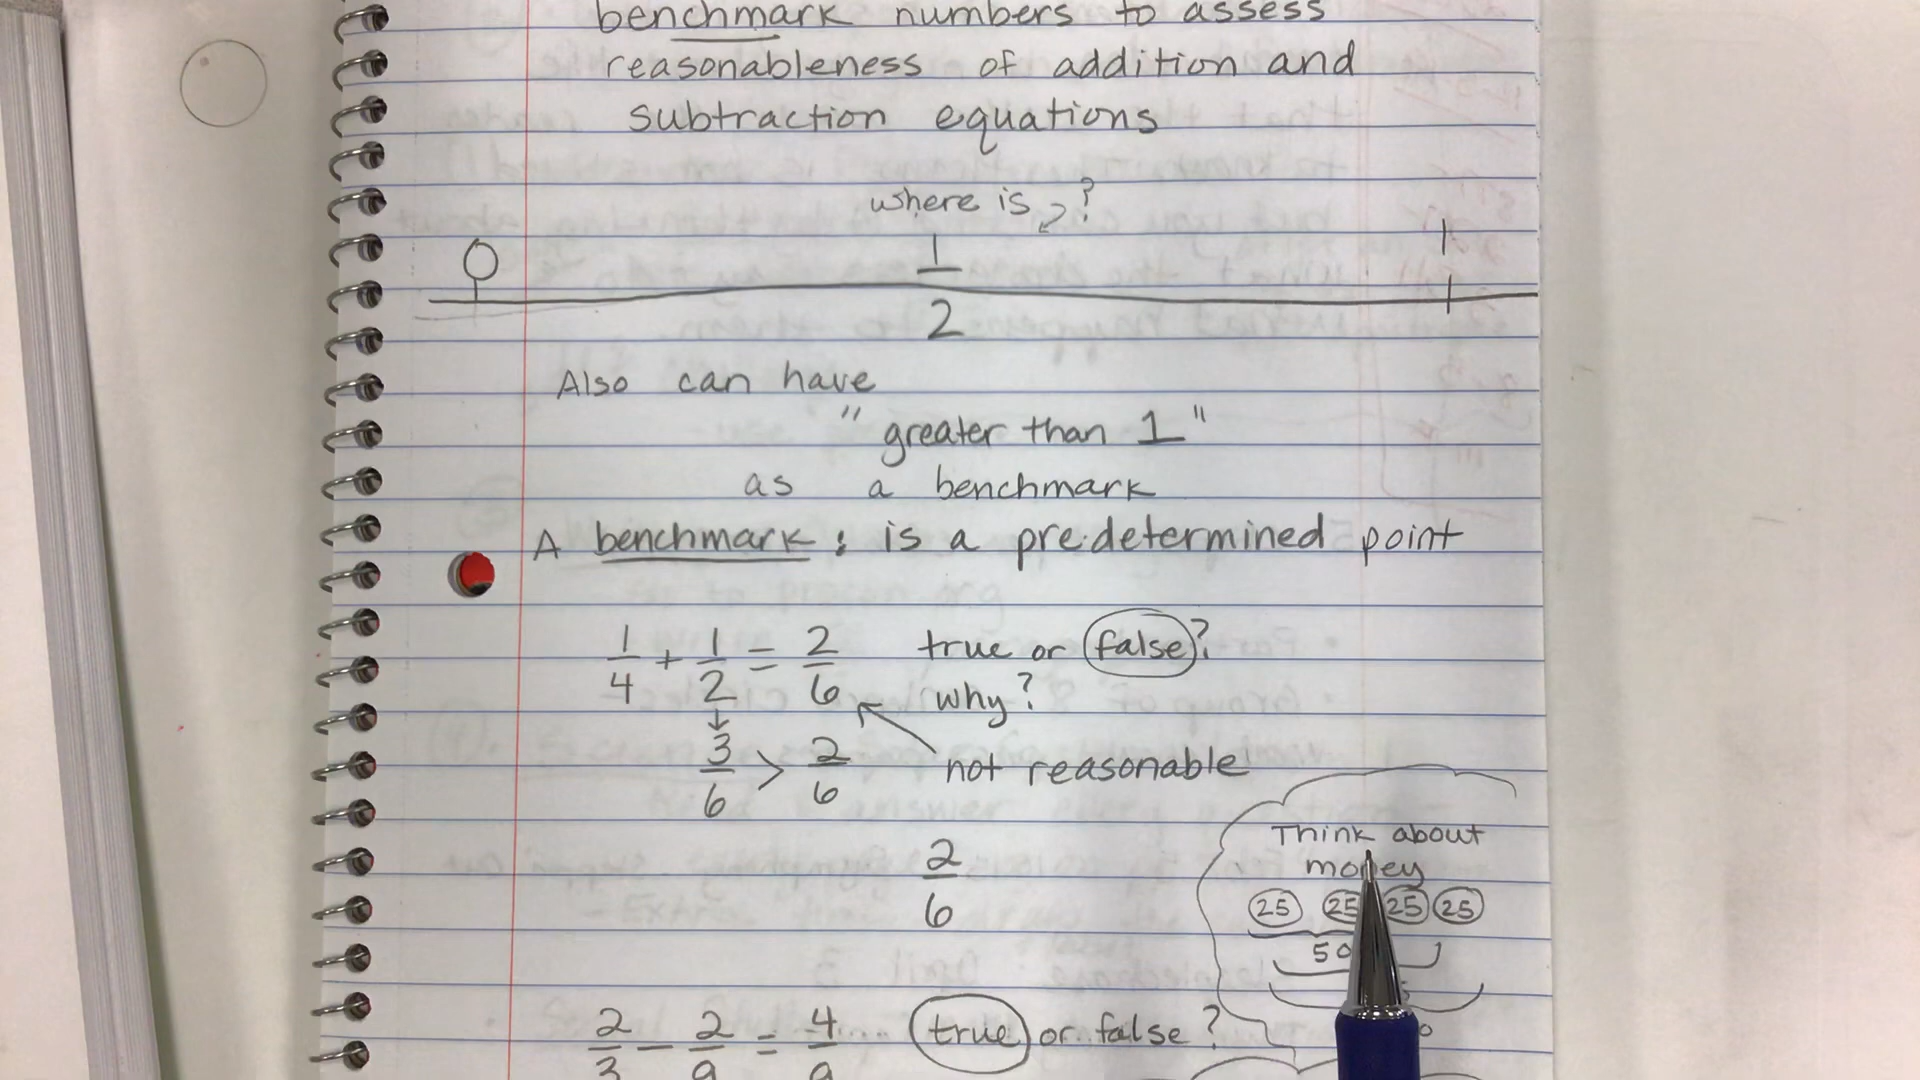 benchmark numbers to assess
reasonableness of addition and
subtraction equations
where is ?
0 1/2 1
Also can have
"greater than 1"
as a benchmark
A benchmark: is a predetermined point
1/4 + 1/2 = 2/6 true or false?
why?
3/6 > 2/6 not reasonable
2/6
Think about
money
25 25 25 25
50
2/3 - 2/9 = 4/9 true or false?